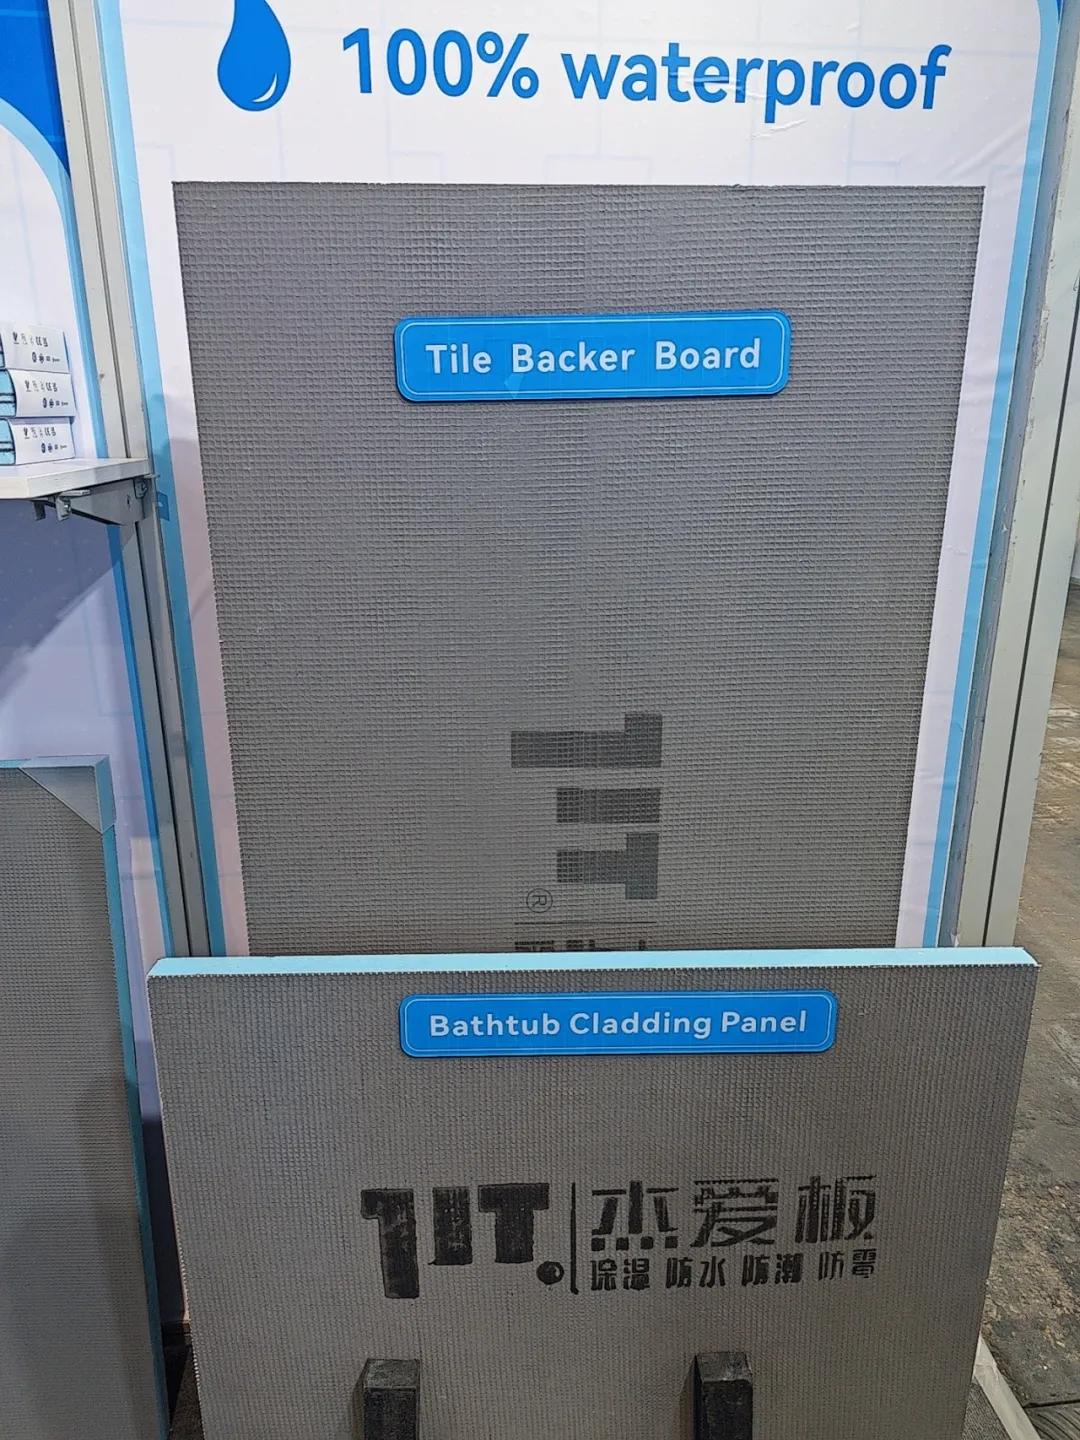 100% waterproof
Tile Backer Board
®
Bathtub Cladding Panel
JIT 杰爱板
保温 防水 防潮 防霉